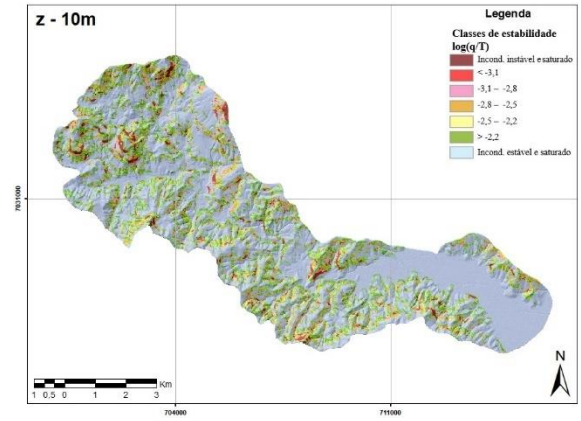 z - 10m
Legenda
Classes de estabilidade
log(q/T)
Incond. instável e saturado
< -3,1
-3,1 – -2,8
-2,8 – -2,5
-2,5 – -2,2
> -2,2
Incond. estável e saturado
7031000
1 0,5 0 1 2 3
Km
N
704000
711000